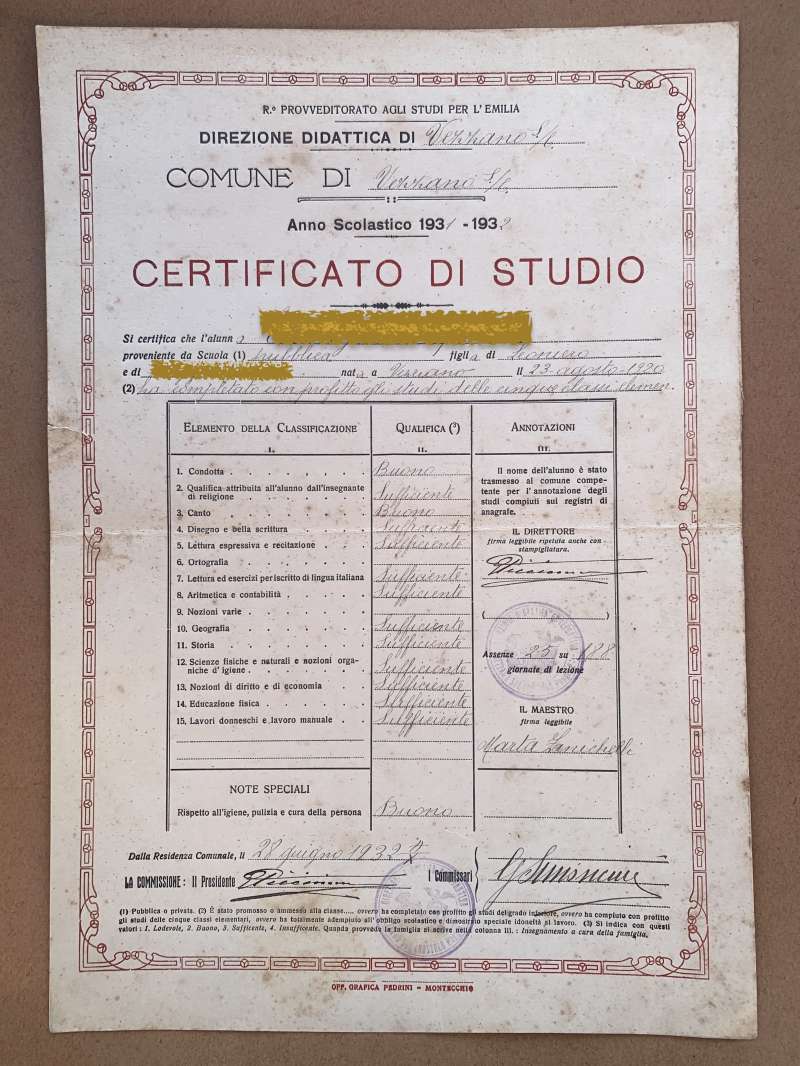 R.º PROVVEDITORATO AGLI STUDI PER L'EMILIA
DIREZIONE DIDATTICA DI Vezzano S/C.
COMUNE DI Vezzano S/C.
Anno Scolastico 1931 - 1932
CERTIFICATO DI STUDIO
Si certifica che l'alunn a
proveniente da Scuola (1) pubblica figlia di
e di nata a Viano il 23 agosto 1920
(2) ha completato con profitto gli studi delle cinque classi elemen.
ELEMENTO DELLA CLASSIFICAZIONE QUALIFICA (³) ANNOTAZIONI
I. II. III.
1. Condotta Buono
2. Qualifica attribuita all'alunno dall'insegnante
di religione Sufficiente
3. Canto Buono
4. Disegno e bella scrittura Sufficiente
5. Lettura espressiva e recitazione Sufficiente
6. Ortografia
7. Lettura ed esercizi per iscritto di lingua italiana Sufficiente
8. Aritmetica e contabilità Sufficiente
9. Nozioni varie
10. Geografia Sufficiente
11. Storia Sufficiente
12. Scienze fisiche e naturali e nozioni orga-
niche d'igiene Sufficiente
13. Nozioni di diritto e di economia Sufficiente
14. Educazione fisica Sufficiente
15. Lavori donneschi e lavoro manuale Sufficiente
NOTE SPECIALI
Rispetto all'igiene, pulizia e cura della persona Buono
Il nome dell'alunno è stato
trasmesso al comune compe-
tente per l'annotazione degli
studi compiuti sui registri di
anagrafe.
IL DIRETTORE
firma leggibile ripetuta anche con
stampigliatura.
( )
Assenze 25 su 188
giornate di lezione
IL MAESTRO
firma leggibile
Marta Zanichelli
Dalla Residenza Comunale, li 28 giugno 1932 X
LA COMMISSIONE: Il Presidente I Commissari
(1) Pubblica o privata. (2) È stato promosso o ammesso alla classe..... ovvero ha completato con profitto gli studi del grado inferiore, ovvero ha compiuto con profitto
gli studi delle cinque classi elementari, ovvero ha totalmente adempiuto all'obbligo scolastico e dimostrato speciale idoneità al lavoro. (3) Si indica con questi
valori: 1. Lodevole, 2. Buono, 3. Sufficente, 4. Insufficente. Quando provveda la famiglia si scrive nella colonna III. : Insegnamento a cura della famiglia.
OFF. GRAFICA PEDRINI - MONTECCHIO